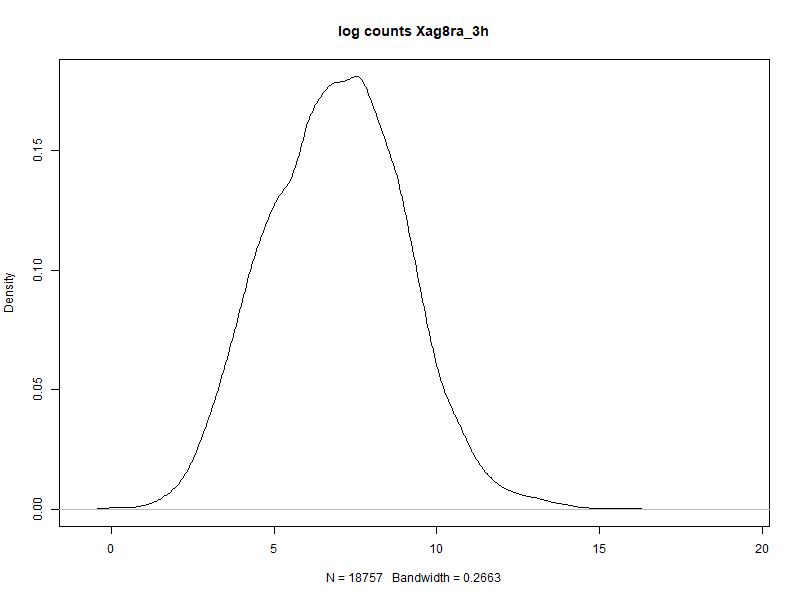 log counts Xag8ra_3h
Density
0.15
0.10
0.05
0.00
0 5 10 15 20
N = 18757 Bandwidth = 0.2663